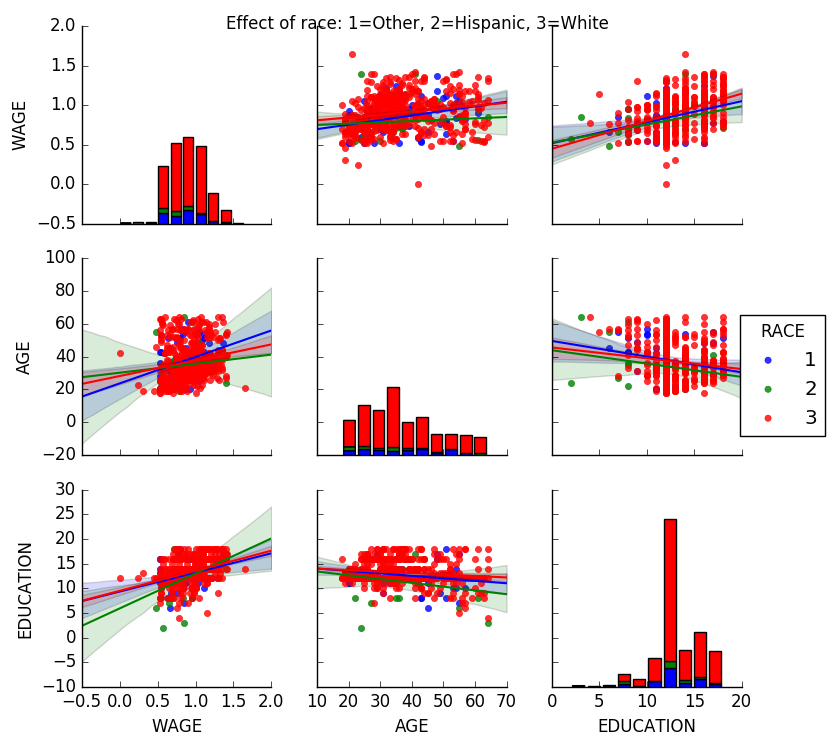 Effect of race: 1=Other, 2=Hispanic, 3=White
2.0
1.5
1.0
0.5
0.0
−0.5
WAGE
100
80
60
40
20
0
−20
AGE
RACE
1
2
3
30
25
20
15
10
5
0
−5
−10
EDUCATION
−0.5 0.0 0.5 1.0 1.5 2.0
10 20 30 40 50 60 70
0 5 10 15 20
WAGE
AGE
EDUCATION